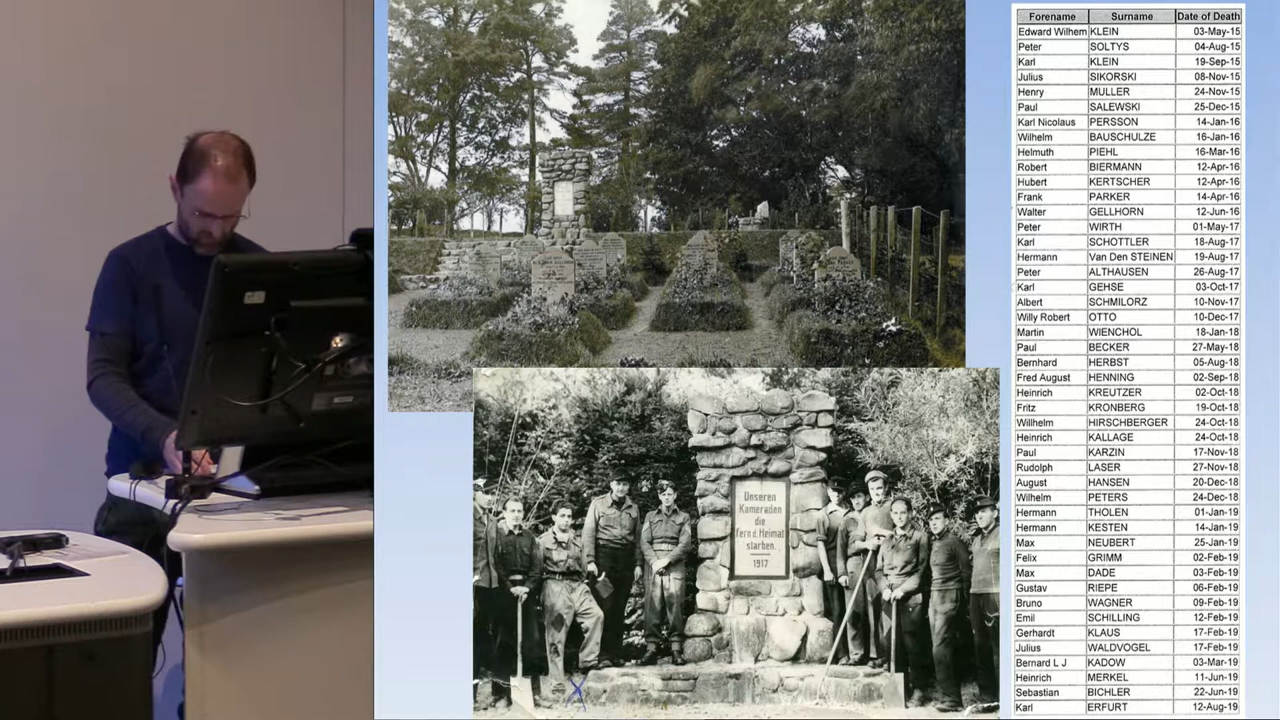 Unseren
Kameraden
die
fern d. Heimat
starben.
1917
Forename Surname Date of Death
Edward Wilhem KLEIN 03-May-15
Peter SOLTYS 04-Aug-15
Karl KLEIN 19-Sep-15
Julius SIKORSKI 08-Nov-15
Henry MULLER 24-Nov-15
Paul SALEWSKI 25-Dec-15
Karl Nicolaus PERSSON 14-Jan-16
Wilhelm BAUSCHULZE 16-Jan-16
Helmuth PIEHL 16-Mar-16
Robert BIERMANN 12-Apr-16
Hubert KERTSCHER 12-Apr-16
Frank PARKER 14-Apr-16
Walter GELLHORN 12-Jun-16
Peter WIRTH 01-May-17
Karl SCHOTTLER 18-Aug-17
Hermann Van Den STEINEN 19-Aug-17
Peter ALTHAUSEN 26-Aug-17
Karl GEHSE 03-Oct-17
Albert SCHMILORZ 10-Nov-17
Willy Robert OTTO 10-Dec-17
Martin WIENCHOL 18-Jan-18
Paul BECKER 27-May-18
Bernhard HERBST 05-Aug-18
Fred August HENNING 02-Sep-18
Heinrich KREUTZER 02-Oct-18
Fritz KRONBERG 19-Oct-18
Willhelm HIRSCHBERGER 24-Oct-18
Heinrich KALLAGE 24-Oct-18
Paul KARZIN 17-Nov-18
Rudolph LASER 27-Nov-18
August HANSEN 20-Dec-18
Wilhelm PETERS 24-Dec-18
Hermann THOLEN 01-Jan-19
Hermann KESTEN 14-Jan-19
Max NEUBERT 25-Jan-19
Felix GRIMM 02-Feb-19
Max DADE 03-Feb-19
Gustav RIEPE 06-Feb-19
Bruno WAGNER 09-Feb-19
Emil SCHILLING 12-Feb-19
Gerhardt KLAUS 17-Feb-19
Julius WALDVOGEL 17-Feb-19
Bernard L J KADOW 03-Mar-19
Heinrich MERKEL 11-Jun-19
Sebastian BICHLER 22-Jun-19
Karl ERFURT 12-Aug-19